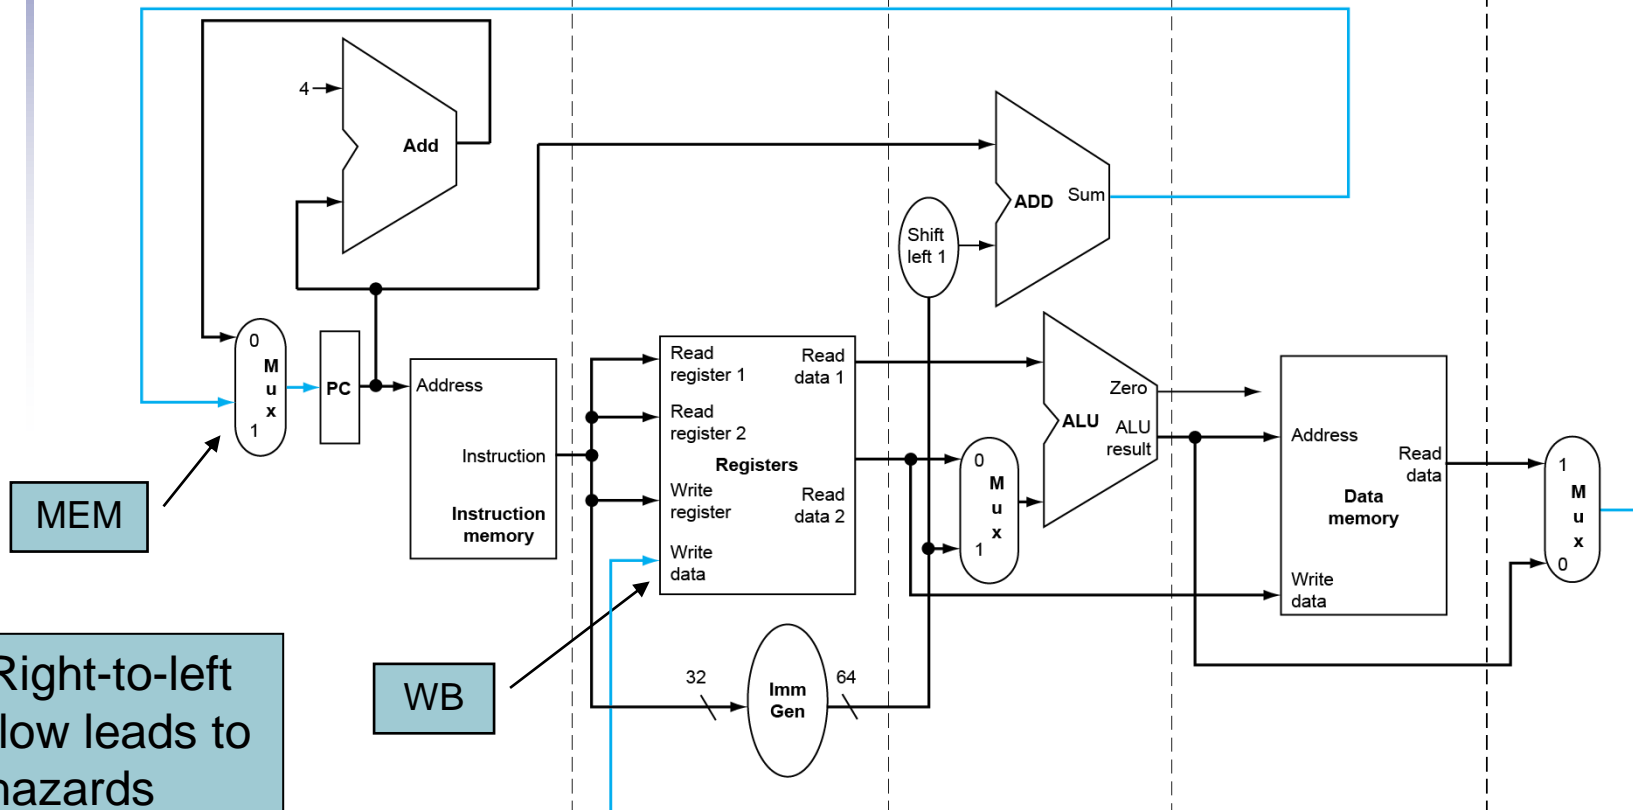 4
Add
ADD
Sum
Shift
left 1
0
M
u
x
1
PC
Address
Instruction
Instruction
memory
Read
register 1
Read
register 2
Write
register
Write
data
Registers
Read
data 1
Read
data 2
0
M
u
x
1
Zero
ALU
ALU
result
Address
Read
data
Data
memory
Write
data
1
M
u
x
0
MEM
WB
32
Imm
Gen
64
Right-to-left
flow leads to
hazards